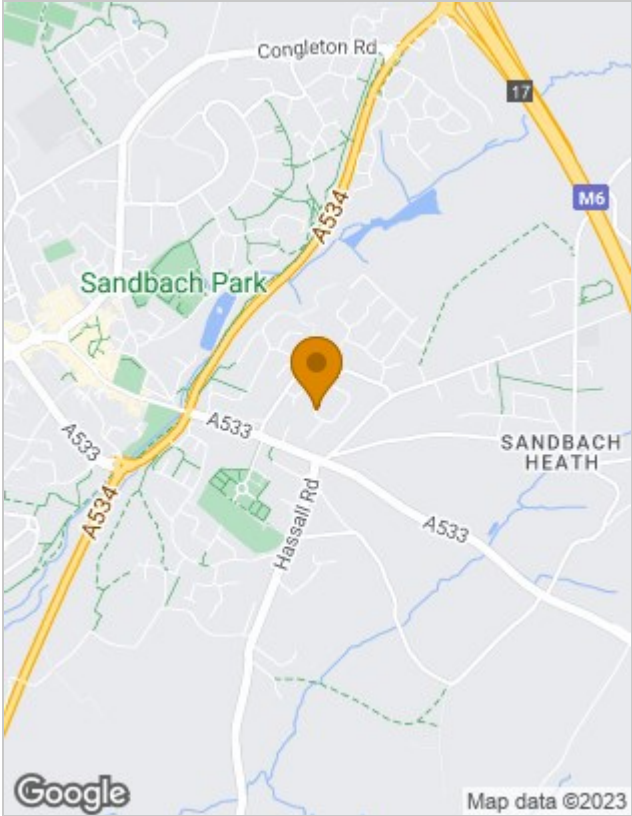 Congleton Rd
17
M6
A534
Sandbach Park
A533
A533
SANDBACH
HEATH
A534
Hassall Rd
A533
Google
Map data ©2023